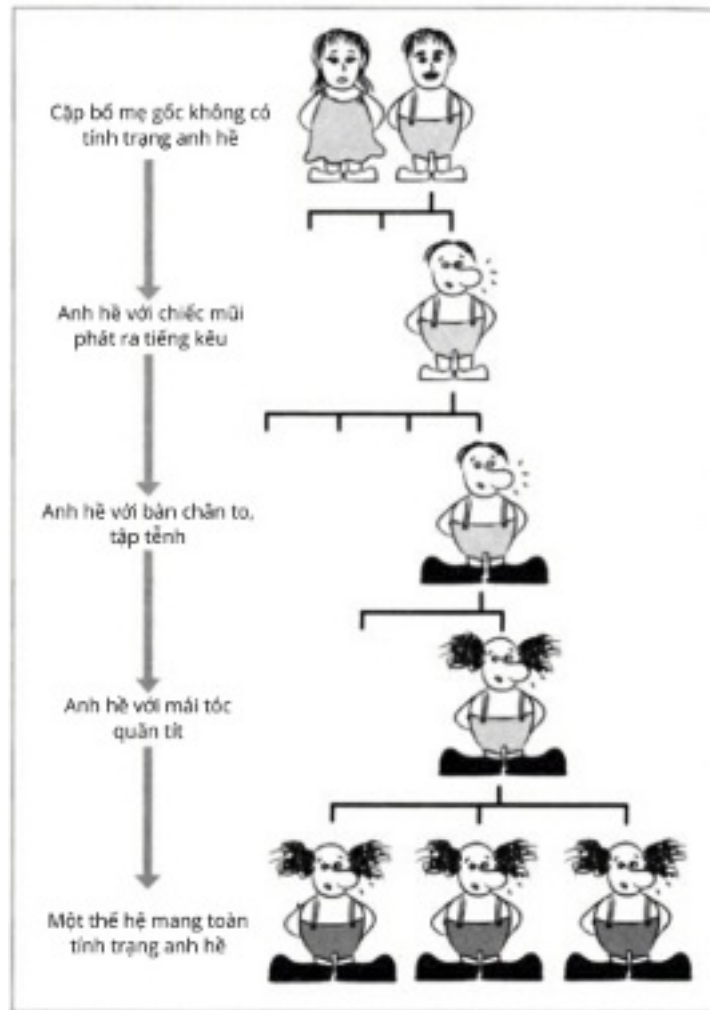 Cặp bố mẹ gốc không có
tính trạng anh hề
Anh hề với chiếc mũi
phát ra tiếng kêu
Anh hề với bàn chân to,
tập tễnh
Anh hề với mái tóc
quăn tít
Một thế hệ mang toàn
tính trạng anh hề